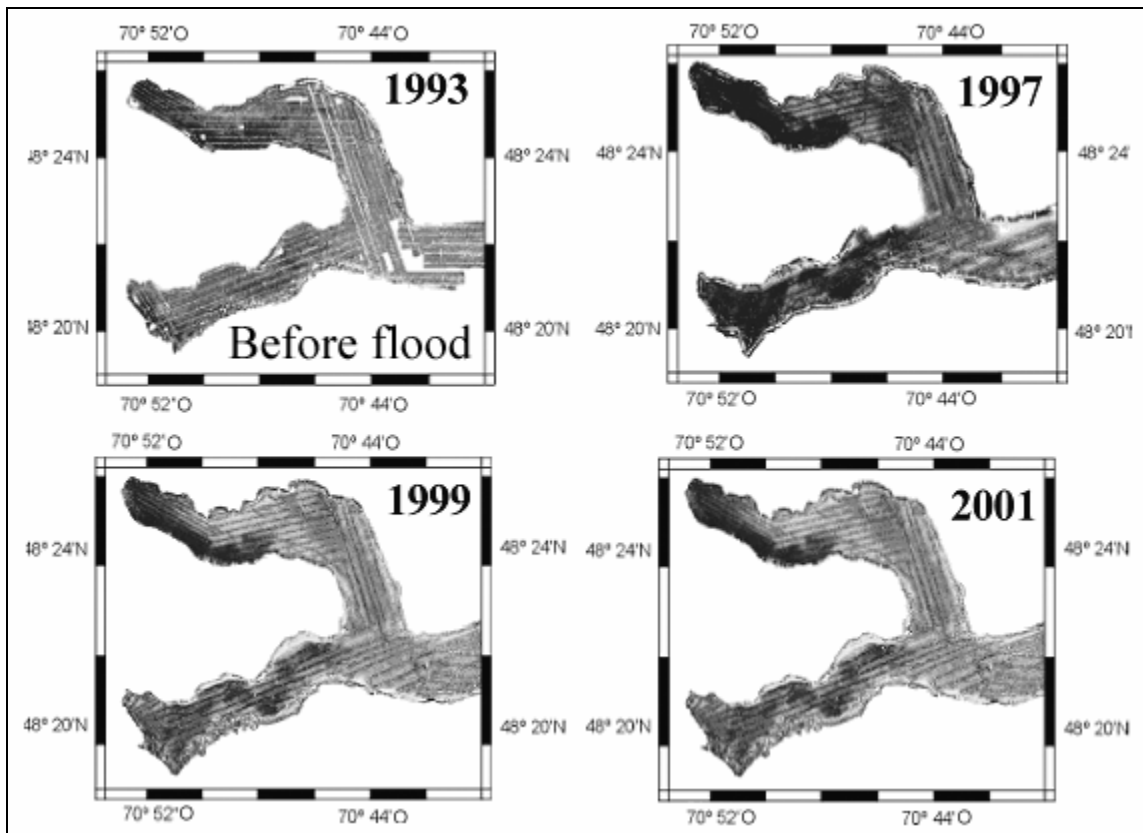 70° 52'O 70° 44'O
1993
48° 24'N 48° 24'N
48° 20'N 48° 20'N
Before flood
70° 52'O 70° 44'O
70° 52'O 70° 44'O
1997
48° 24'N 48° 24'
48° 20'N 48° 20'
70° 52'O 70° 44'O
70° 52'O 70° 44'O
1999
48° 24'N 48° 24'N
48° 20'N 48° 20'N
70° 52'O 70° 44'O
70° 52'O 70° 44'O
2001
48° 24'N 48° 24'N
48° 20'N 48° 20'N
70° 52'O 70° 44'O